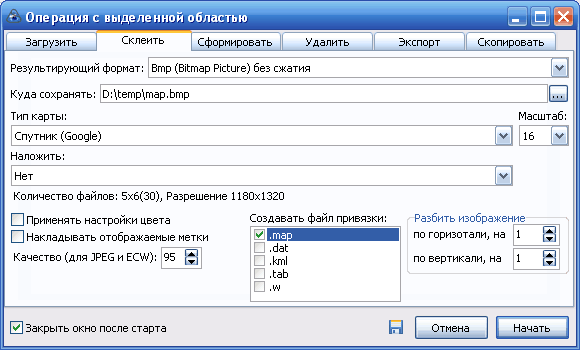 Операция с выделенной областью
Загрузить Склеить Сформировать Удалить Экспорт Скопировать
Результирующий формат: Bmp (Bitmap Picture) без сжатия
Куда сохранять: D:\temp\map.bmp ...
Тип карты: Масштаб:
Спутник (Google) 16
Наложить:
Нет
Количество файлов: 5x6(30), Разрешение 1180x1320
Применять настройки цвета
Накладывать отображаемые метки
Качество (для JPEG и ECW): 95
Создавать файл привязки:
.map
.dat
.kml
.tab
.w
Разбить изображение
по горизотали, на 1
по вертикали, на 1
Закрыть окно после старта
Отмена Начать